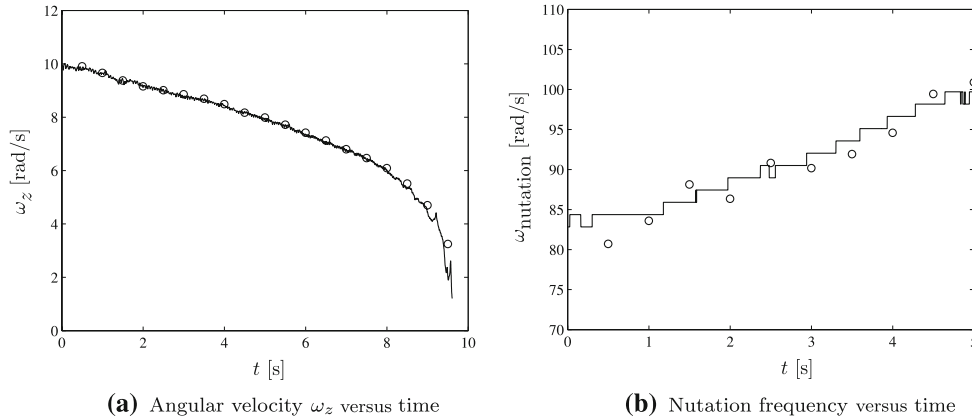 12
10
8
6
4
2
0
0 2 4 6 8 10
ω_z [rad/s]
t [s]
(a) Angular velocity ω_z versus time
110
105
100
95
90
85
80
75
70
0 1 2 3 4 5
ω_nutation [rad/s]
t [s]
(b) Nutation frequency versus time